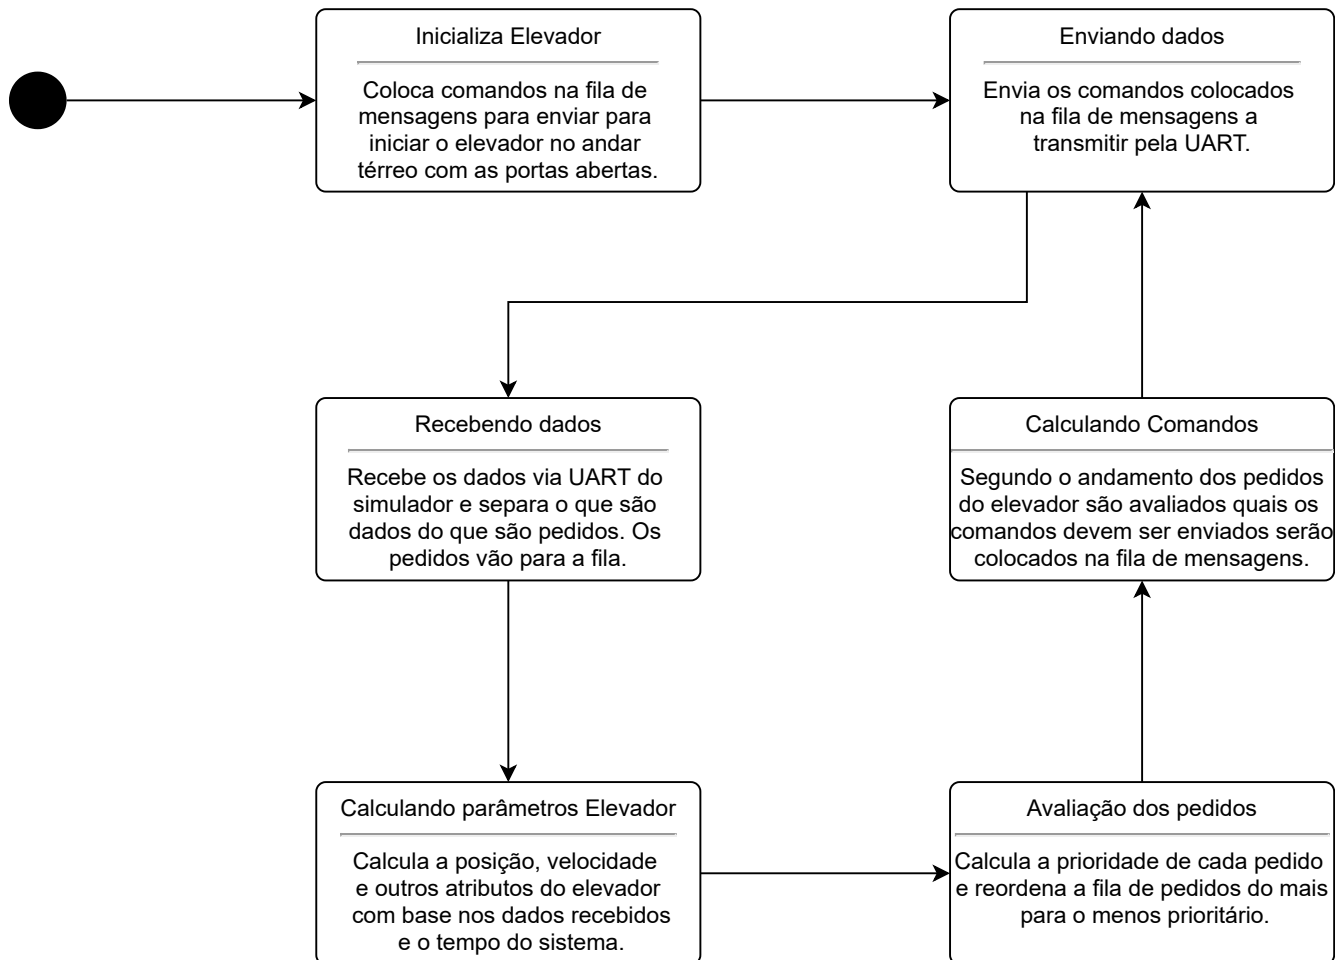 Inicializa Elevador
Coloca comandos na fila de
mensagens para enviar para
iniciar o elevador no andar
térreo com as portas abertas.
Enviando dados
Envia os comandos colocados
na fila de mensagens a
transmitir pela UART.
Recebendo dados
Recebe os dados via UART do
simulador e separa o que são
dados do que são pedidos. Os
pedidos vão para a fila.
Calculando Comandos
Segundo o andamento dos pedidos
do elevador são avaliados quais os
comandos devem ser enviados serão
colocados na fila de mensagens.
Calculando parâmetros Elevador
Calcula a posição, velocidade
e outros atributos do elevador
com base nos dados recebidos
e o tempo do sistema.
Avaliação dos pedidos
Calcula a prioridade de cada pedido
e reordena a fila de pedidos do mais
para o menos prioritário.